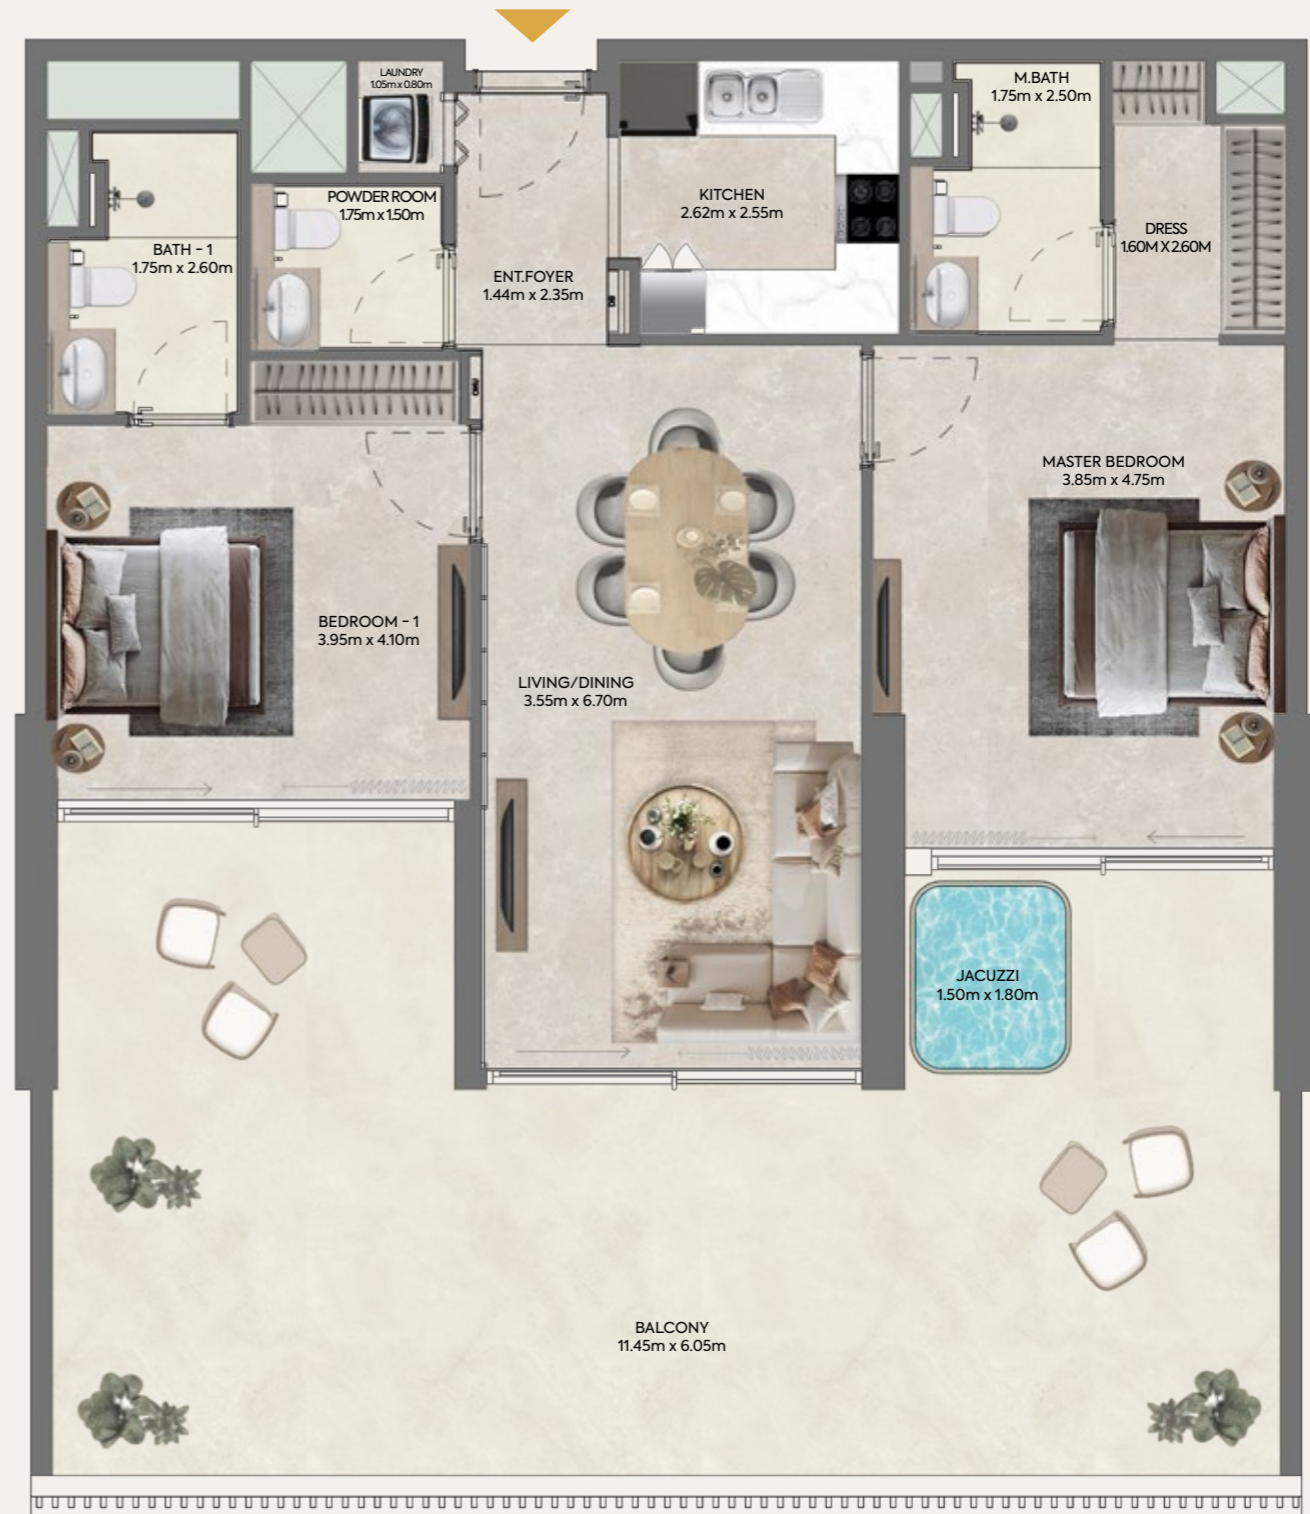 LAUNDRY
1.05m x 0.80m
M.BATH
1.75m x 2.50m
POWDER ROOM
1.75m x 1.50m
KITCHEN
2.62m x 2.55m
DRESS
1.60M X 2.60M
BATH - 1
1.75m x 2.60m
ENT.FOYER
1.44m x 2.35m
MASTER BEDROOM
3.85m x 4.75m
BEDROOM - 1
3.95m x 4.10m
LIVING/DINING
3.55m x 6.70m
JACUZZI
1.50m x 1.80m
BALCONY
11.45m x 6.05m